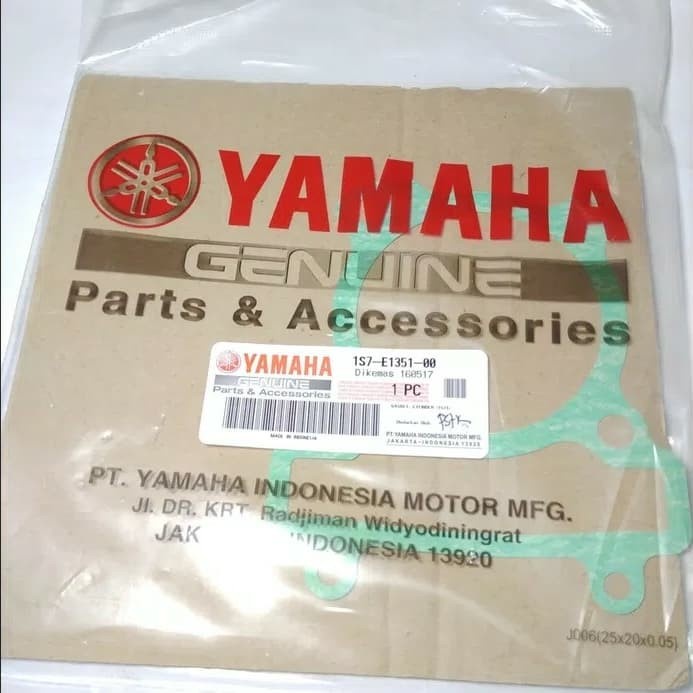 YAMAHA
GENUINE
Parts & Accessories
YAMAHA
GENUINE
Parts & Accessories
MADE IN INDONESIA
1S7-E1351-00
Dikemas 160517
1 PC
GASKET, CYLINDER
PT.YAMAHA INDONESIA MOTOR MFG.
JAKARTA-INDONESIA 13920
PT. YAMAHA INDONESIA MOTOR MFG.
Jl. DR. KRT. Radjiman Widyodiningrat
JAK INDONESIA 13920
J006(25x20x0.05)